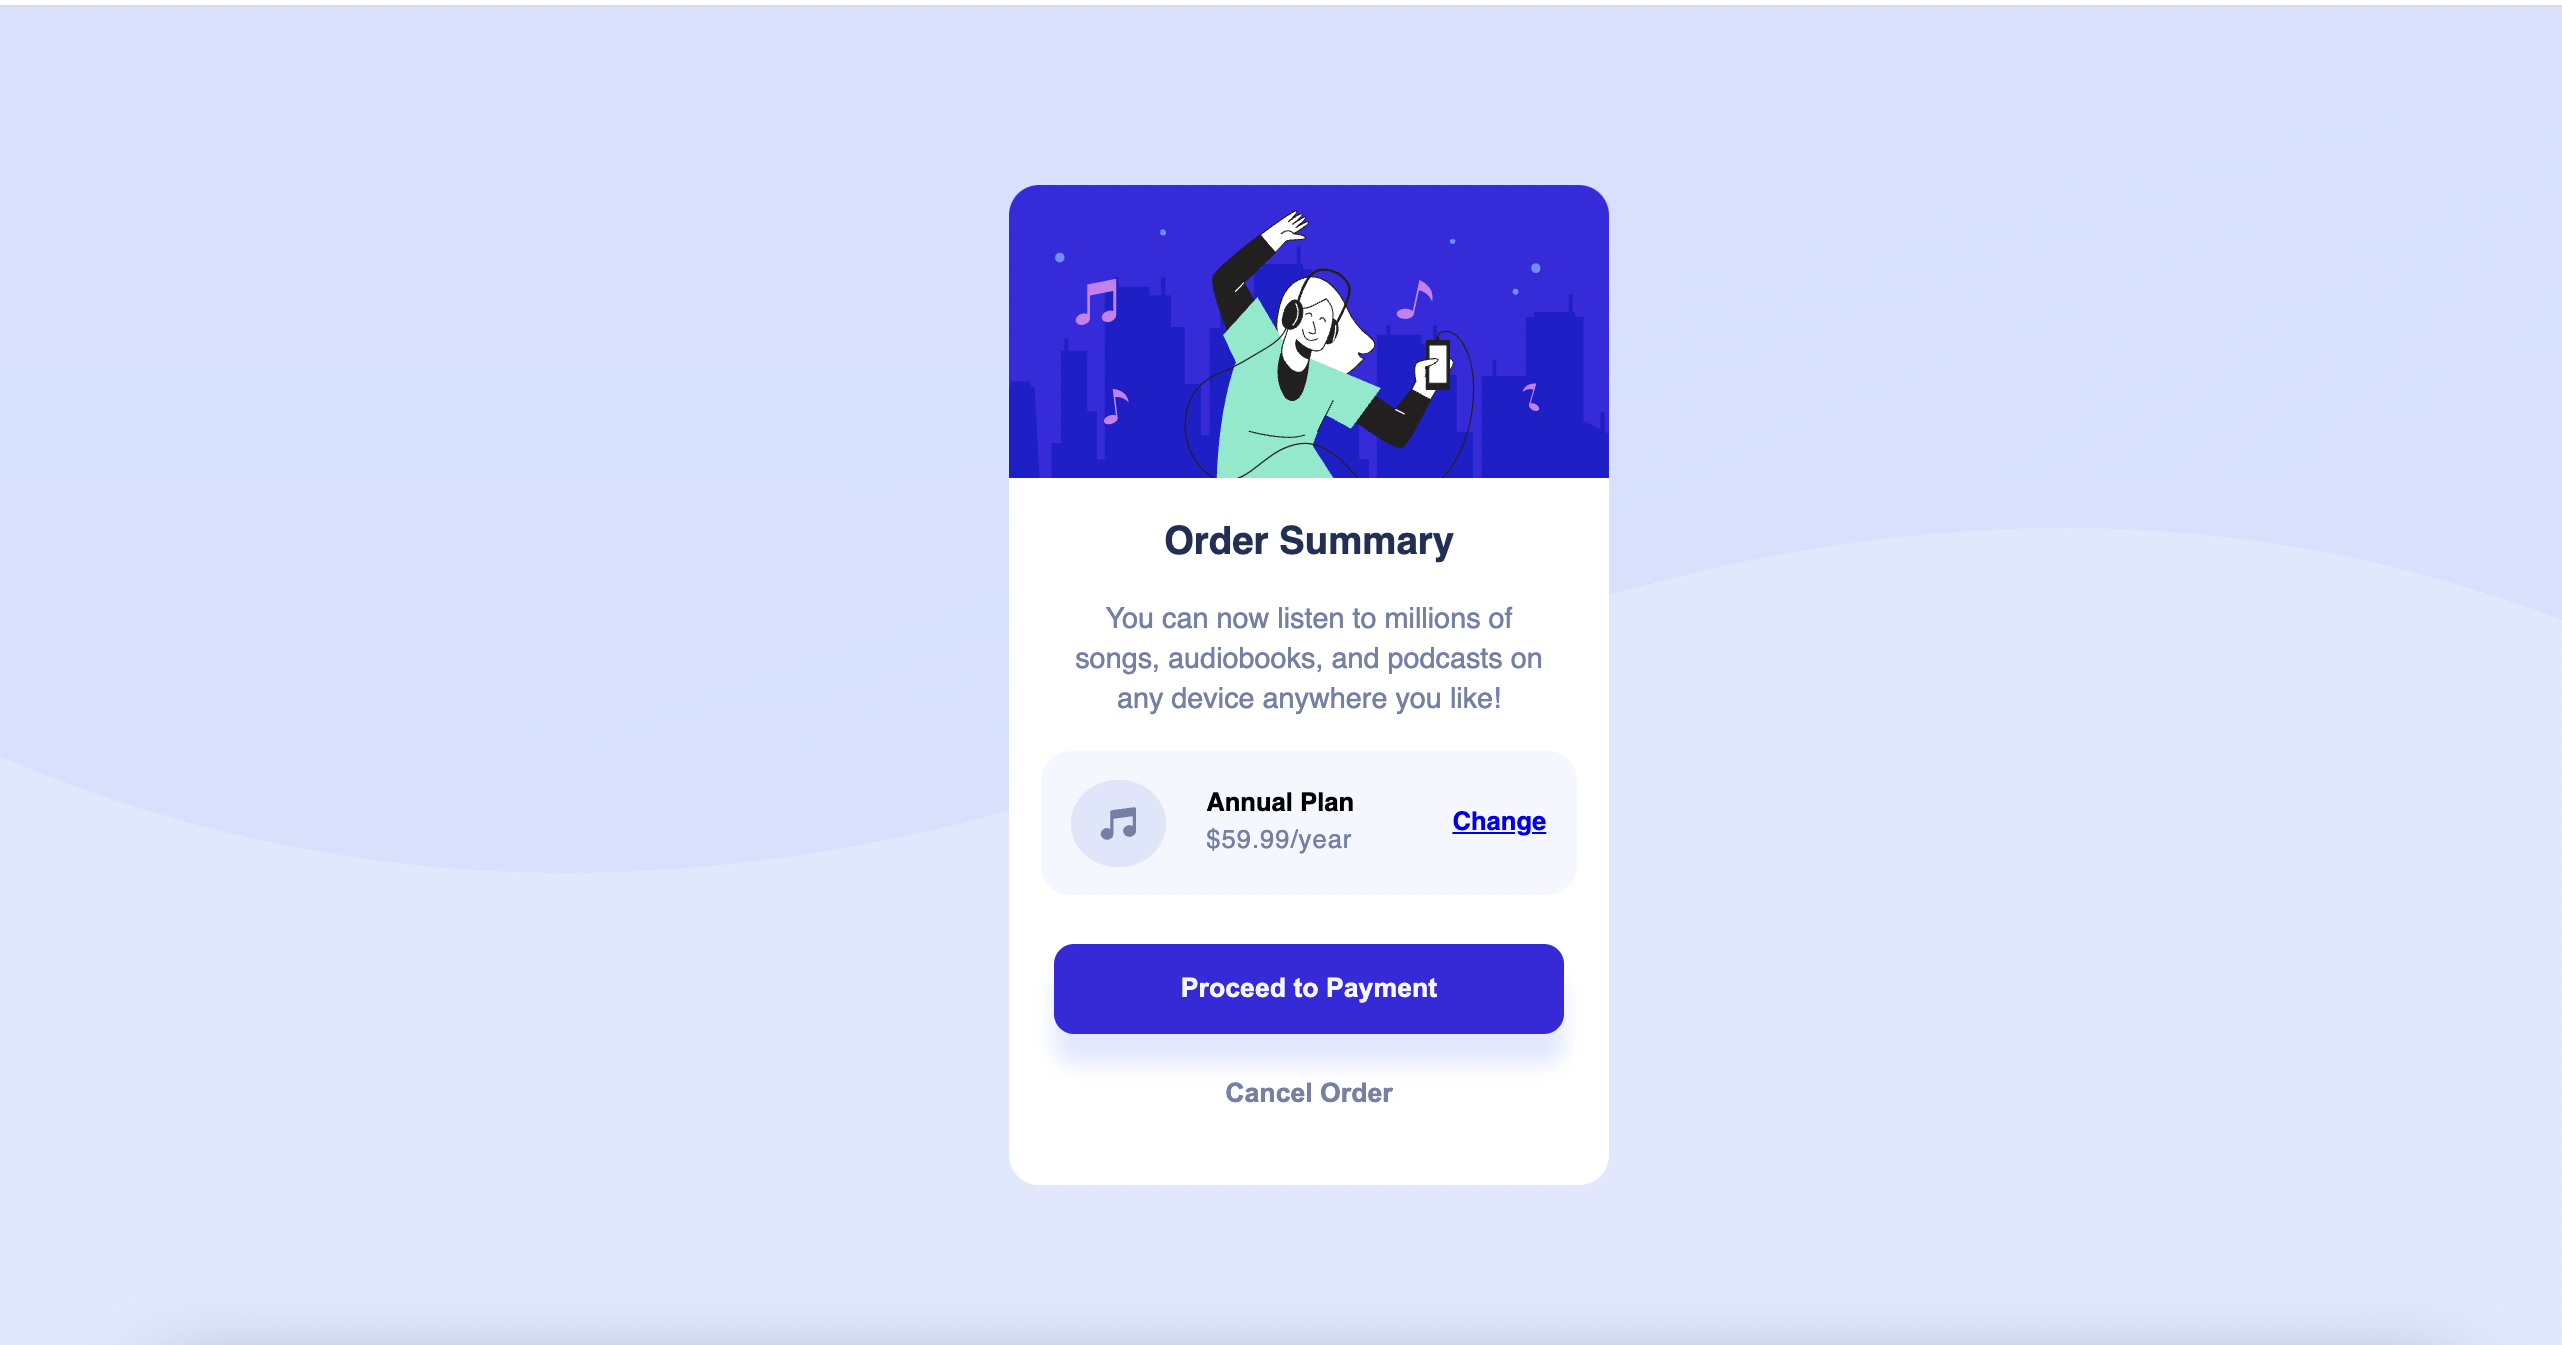 Order Summary
You can now listen to millions of
songs, audiobooks, and podcasts on
any device anywhere you like!
Annual Plan
$59.99/year
Change
Proceed to Payment
Cancel Order